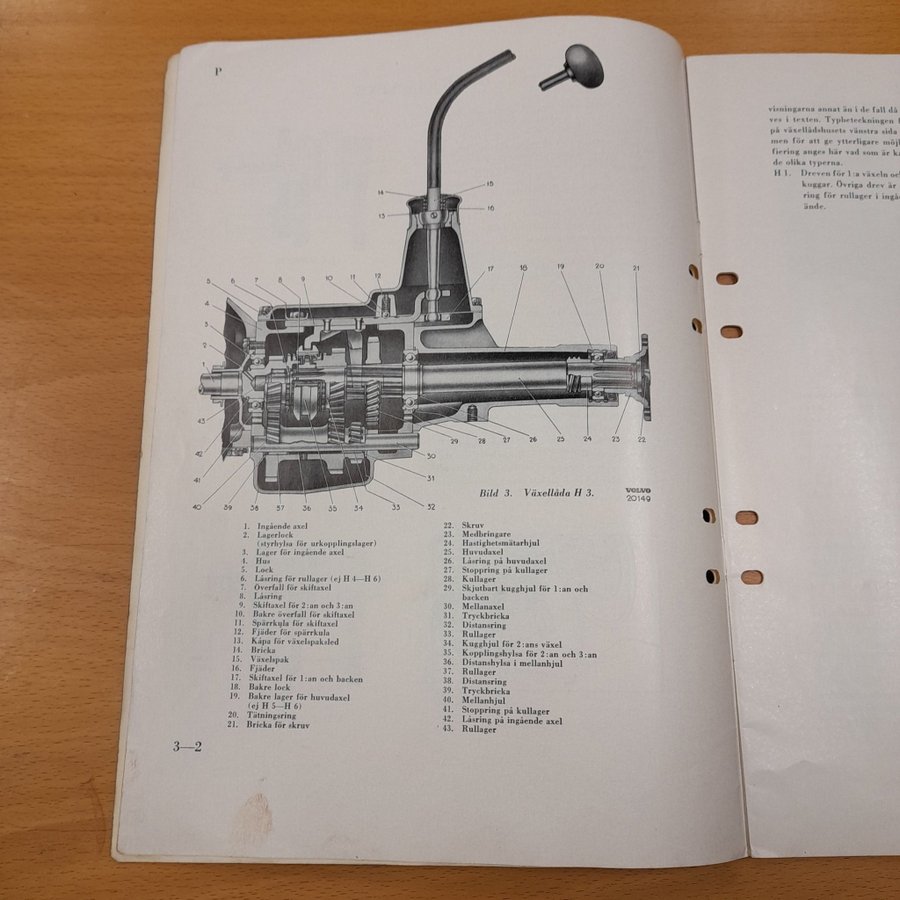 P
14
15
13
16
17
18
19
20
21
5
6
7
8
9
10
11
12
4
3
2
1
43
42
41
40
39
38
37
36
35
34
33
32
31
30
29
28
27
26
25
24
23
22
Bild 3. Växellåda H 3.
VOLVO
20149
1. Ingående axel
2. Lagerlock
(styrhylsa för urkopplingslager)
3. Lager för ingående axel
4. Hus
5. Lock
6. Låsring för rullager (ej H 4—H 6)
7. Överfall för skiftaxel
8. Låsring
9. Skiftaxel för 2:an och 3:an
10. Bakre överfall för skiftaxel
11. Spärrkula för skiftaxel
12. Fjäder för spärrkula
13. Kåpa för växelspaksled
14. Bricka
15. Växelspak
16. Fjäder
17. Skiftaxel för 1:an och backen
18. Bakre lock
19. Bakre lager för huvudaxel
(ej H 5—H 6)
20. Tätningsring
21. Bricka för skruv
22. Skruv
23. Medbringare
24. Hastighetsmätarhjul
25. Huvudaxel
26. Låsring på huvudaxel
27. Stoppring på kullager
28. Kullager
29. Skjutbart kugghjul för 1:an och
backen
30. Mellanaxel
31. Tryckbricka
32. Distansring
33. Rullager
34. Kugghjul för 2:ans växel
35. Kopplingshylsa för 2:an och 3:an
36. Distanshylsa i mellanhjul
37. Rullager
38. Distansring
39. Tryckbricka
40. Mellanhjul
41. Stoppring på kullager
42. Låsring på ingående axel
43. Rullager
3—2
visningarna annat än i de fall då
ves i texten. Typbeteckningen
på växellådshusets vänstra sida
men för att ge ytterligare möjl
fiering anges här vad som är ka
de olika typerna.
H 1. Dreven för 1:a växeln oc
kuggar. Övriga drev är
ring för rullager i ingå
ände.